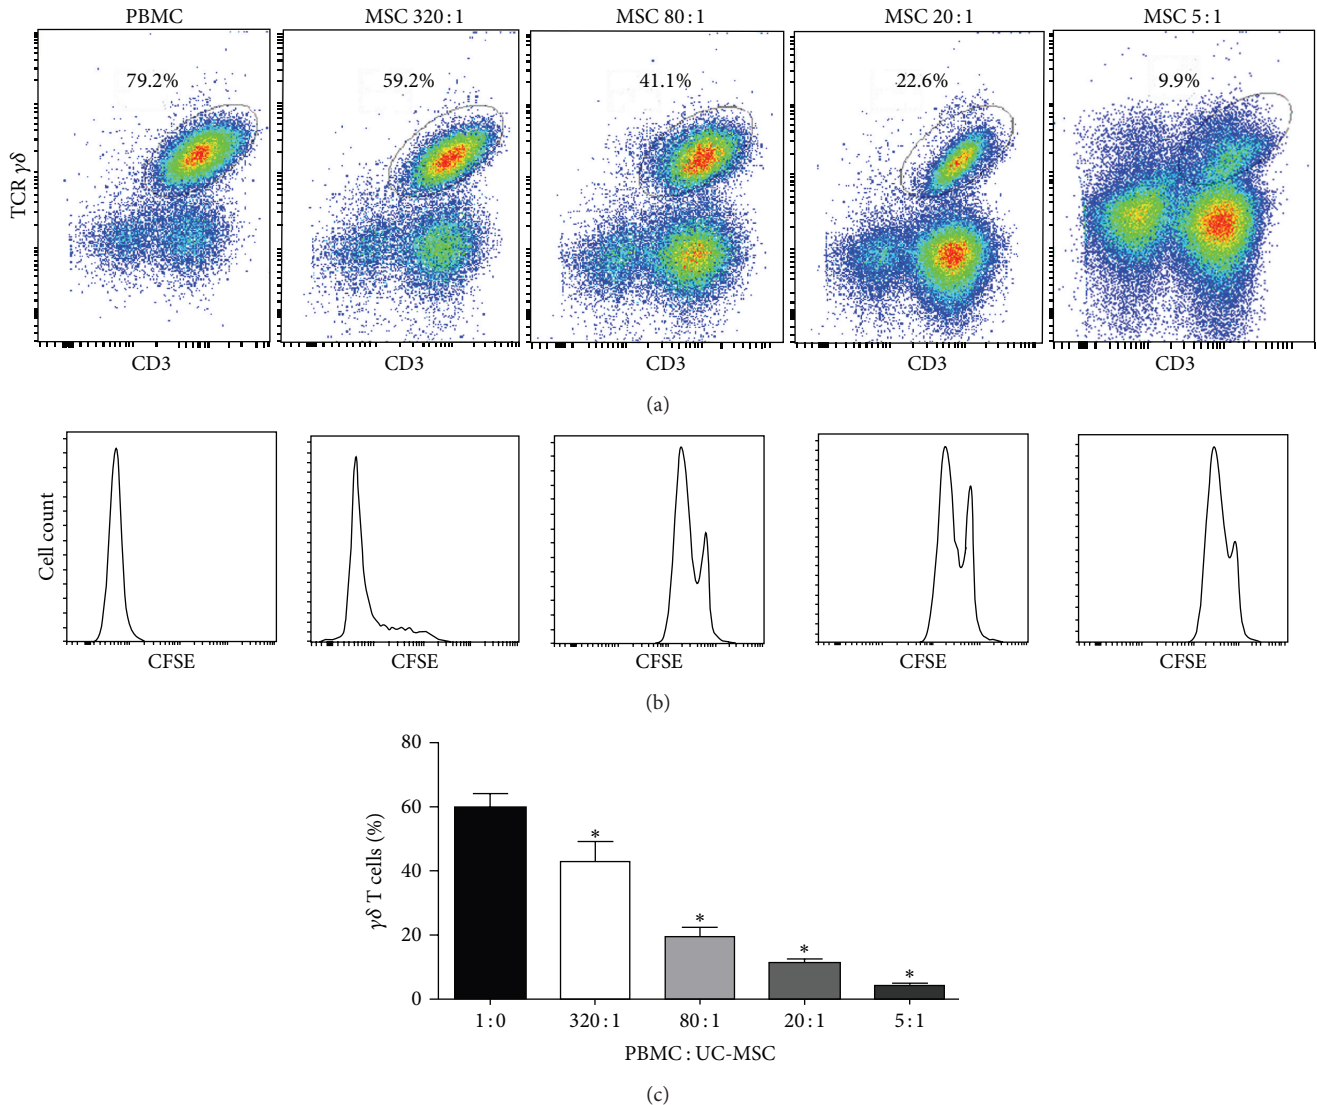 PBMC MSC 320:1 MSC 80:1 MSC 20:1 MSC 5:1
79.2% 59.2% 41.1% 22.6% 9.9%
TCR γδ
CD3 CD3 CD3 CD3 CD3
(a)
Cell count
CFSE CFSE CFSE CFSE CFSE
(b)
80
60
40
20
0
γδ T cells (%)
* * * *
1:0 320:1 80:1 20:1 5:1
PBMC:UC-MSC
(c)